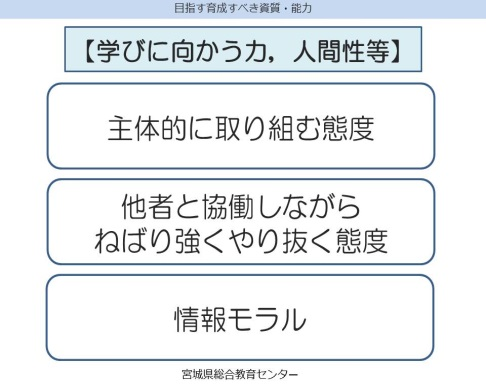 目指す育成すべき資質・能力
【学びに向かう力，人間性等】
主体的に取り組む態度
他者と協働しながら
ねばり強くやり抜く態度
情報モラル
宮城県総合教育センター